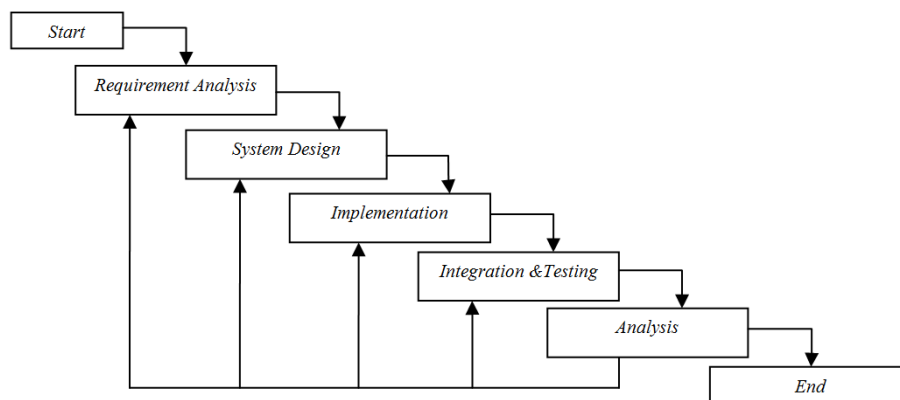 Start
Requirement Analysis
System Design
Implementation
Integration &Testing
Analysis
End